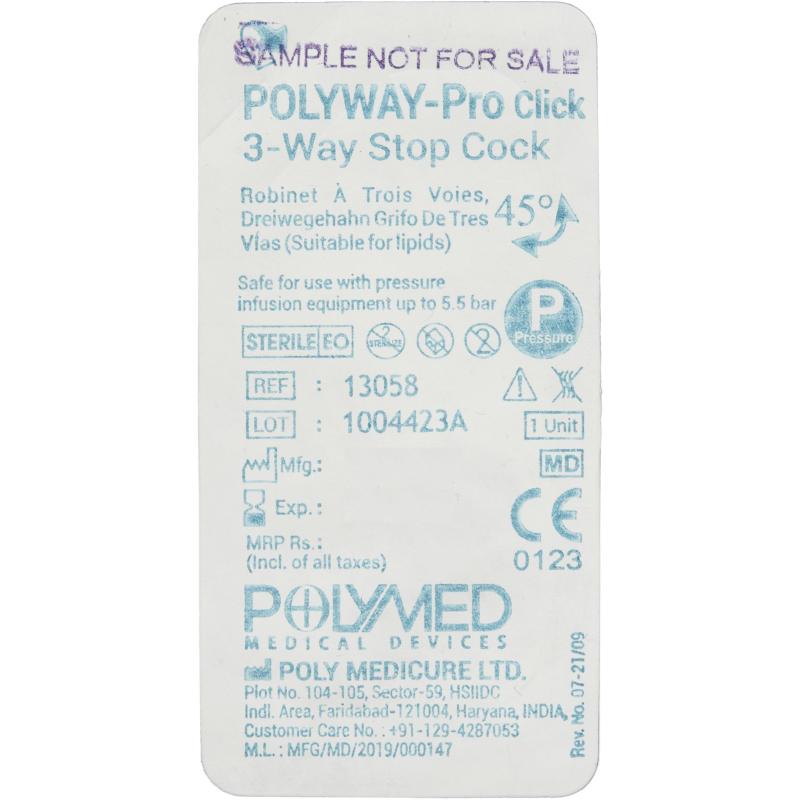 SAMPLE NOT FOR SALE
POLYWAY-Pro Click
3-Way Stop Cock
Robinet À Trois Voies,
Dreiwegehahn Grifo De Tres
Vías (Suitable for lipids)
45°
Safe for use with pressure
infusion equipment up to 5.5 bar
P
Pressure
STERILE EO
2
STERILIZE
2
REF : 13058
LOT : 1004423A
1 Unit
Mfg.:
MD
Exp. :
MRP Rs.:
(Incl. of all taxes)
CE
0123
POLYMED
MEDICAL DEVICES
POLY MEDICURE LTD.
Plot No. 104-105, Sector-59, HSIIDC
Indl. Area, Faridabad-121004, Haryana, INDIA,
Customer Care No. : +91-129-4287053
M.L.: MFG/MD/2019/000147
Rev. No. 07-21/09